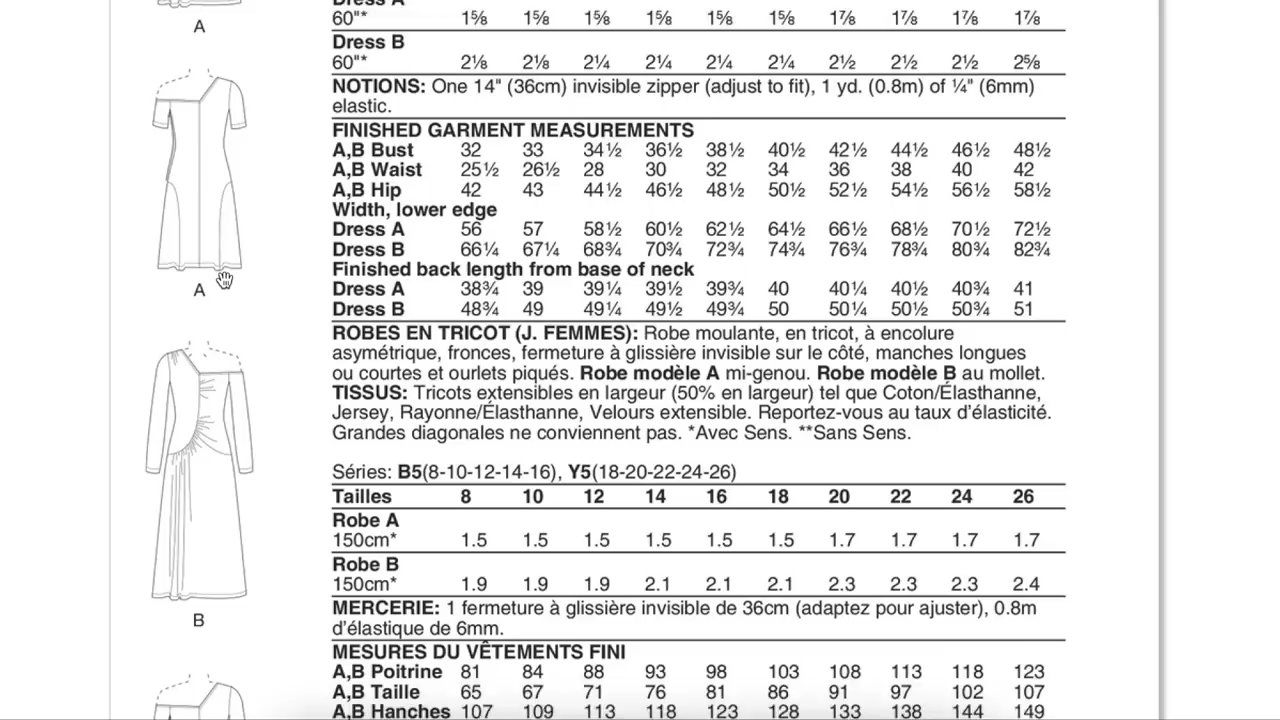 A
Dress A
60"* 1⅝ 1⅝ 1⅝ 1⅝ 1⅝ 1⅝ 1⅞ 1⅞ 1⅞ 1⅞
Dress B
60"* 2⅛ 2⅛ 2¼ 2¼ 2¼ 2¼ 2½ 2½ 2½ 2⅝
NOTIONS: One 14" (36cm) invisible zipper (adjust to fit), 1 yd. (0.8m) of ¼" (6mm)
elastic.
FINISHED GARMENT MEASUREMENTS
A,B Bust 32 33 34½ 36½ 38½ 40½ 42½ 44½ 46½ 48½
A,B Waist 25½ 26½ 28 30 32 34 36 38 40 42
A,B Hip 42 43 44½ 46½ 48½ 50½ 52½ 54½ 56½ 58½
Width, lower edge
Dress A 56 57 58½ 60½ 62½ 64½ 66½ 68½ 70½ 72½
Dress B 66¼ 67¼ 68¾ 70¾ 72¾ 74¾ 76¾ 78¾ 80¾ 82¾
Finished back length from base of neck
Dress A 38¾ 39 39¼ 39½ 39¾ 40 40¼ 40½ 40¾ 41
Dress B 48¾ 49 49¼ 49½ 49¾ 50 50¼ 50½ 50¾ 51
A
ROBES EN TRICOT (J. FEMMES): Robe moulante, en tricot, à encolure
asymétrique, fronces, fermeture à glissière invisible sur le côté, manches longues
ou courtes et ourlets piqués. Robe modèle A mi-genou. Robe modèle B au mollet.
TISSUS: Tricots extensibles en largeur (50% en largeur) tel que Coton/Élasthanne,
Jersey, Rayonne/Élasthanne, Velours extensible. Reportez-vous au taux d'élasticité.
Grandes diagonales ne conviennent pas. *Avec Sens. **Sans Sens.
Séries: B5(8-10-12-14-16), Y5(18-20-22-24-26)
Tailles 8 10 12 14 16 18 20 22 24 26
Robe A
150cm* 1.5 1.5 1.5 1.5 1.5 1.5 1.7 1.7 1.7 1.7
Robe B
150cm* 1.9 1.9 1.9 2.1 2.1 2.1 2.3 2.3 2.3 2.4
B
MERCERIE: 1 fermeture à glissière invisible de 36cm (adaptez pour ajuster), 0.8m
d'élastique de 6mm.
MESURES DU VÊTEMENTS FINI
A,B Poitrine 81 84 88 93 98 103 108 113 118 123
A,B Taille 65 67 71 76 81 86 91 97 102 107
A,B Hanches 107 109 113 118 123 128 133 138 144 149